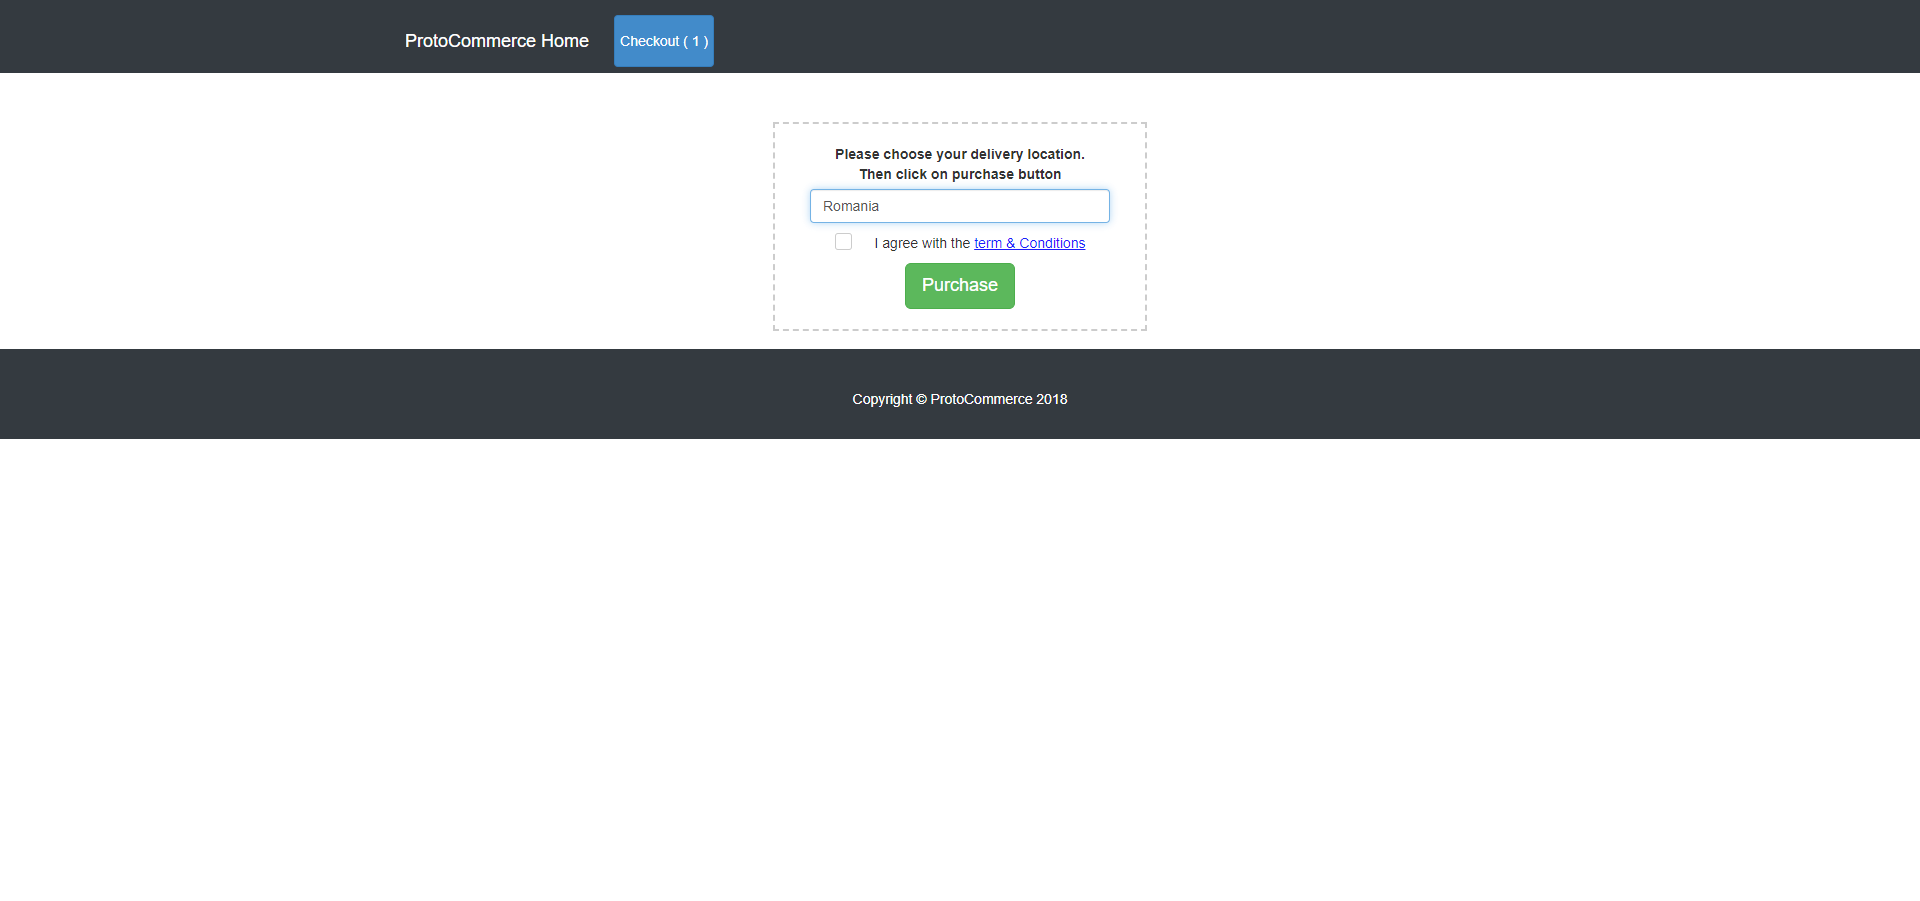 ProtoCommerce Home
Checkout ( 1 )
Please choose your delivery location.
Then click on purchase button
Romania
I agree with the term & Conditions
Purchase
Copyright © ProtoCommerce 2018